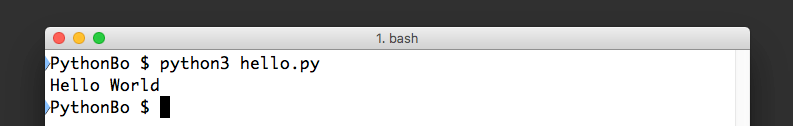 1. bash
PythonBo $ python3 hello.py
Hello World
PythonBo $